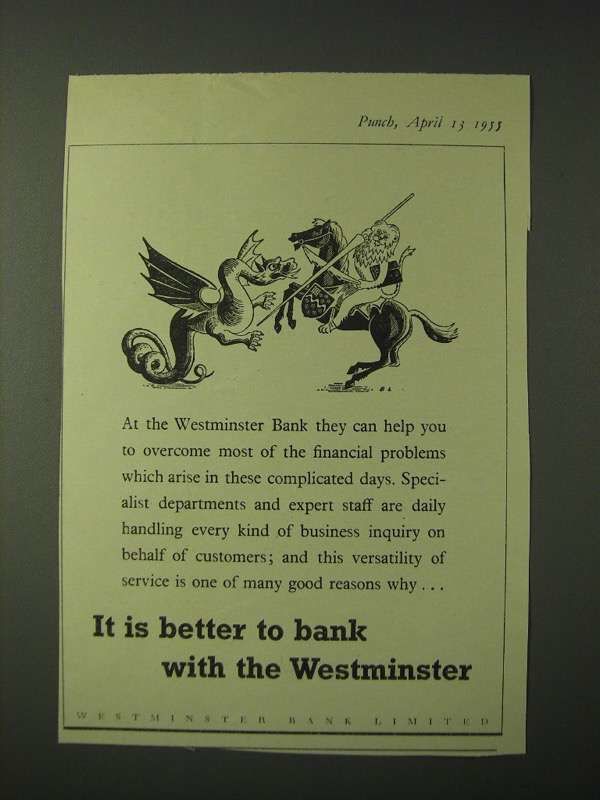 Punch, April 13 1955
B L
At the Westminster Bank they can help you
to overcome most of the financial problems
which arise in these complicated days. Speci-
alist departments and expert staff are daily
handling every kind of business inquiry on
behalf of customers; and this versatility of
service is one of many good reasons why ...
It is better to bank
with the Westminster
WESTMINSTER BANK LIMITED